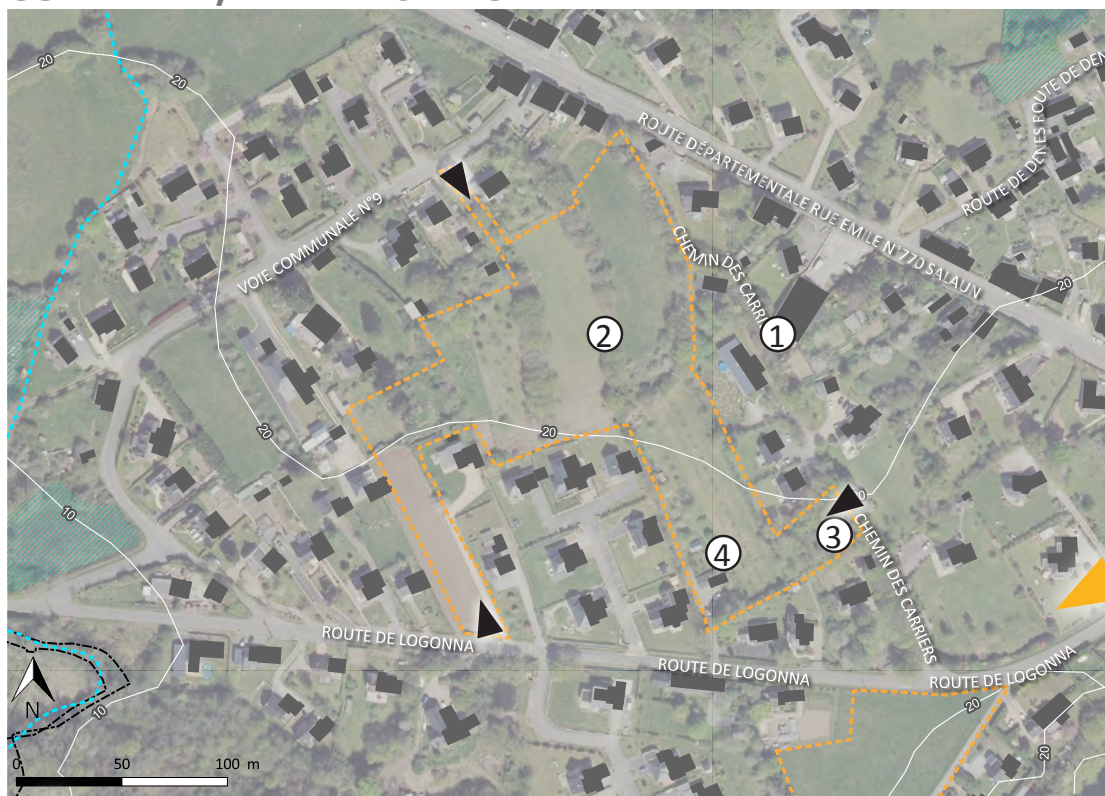 20
20
ROUTE DÉPARTEMENTALE RUE EMILE N°770 SALAUN
ROUTE DE DENES ROUTE DE DEN
VOIE COMMUNALE N°9
CHEMIN DES CARRI
20
2
1
20
20
10
20
3
4
CHEMIN DES CARRIERS
ROUTE DE LOGONNA
ROUTE DE LOGONNA
ROUTE DE LOGONNA
20
20
10
N
0 50 100 m